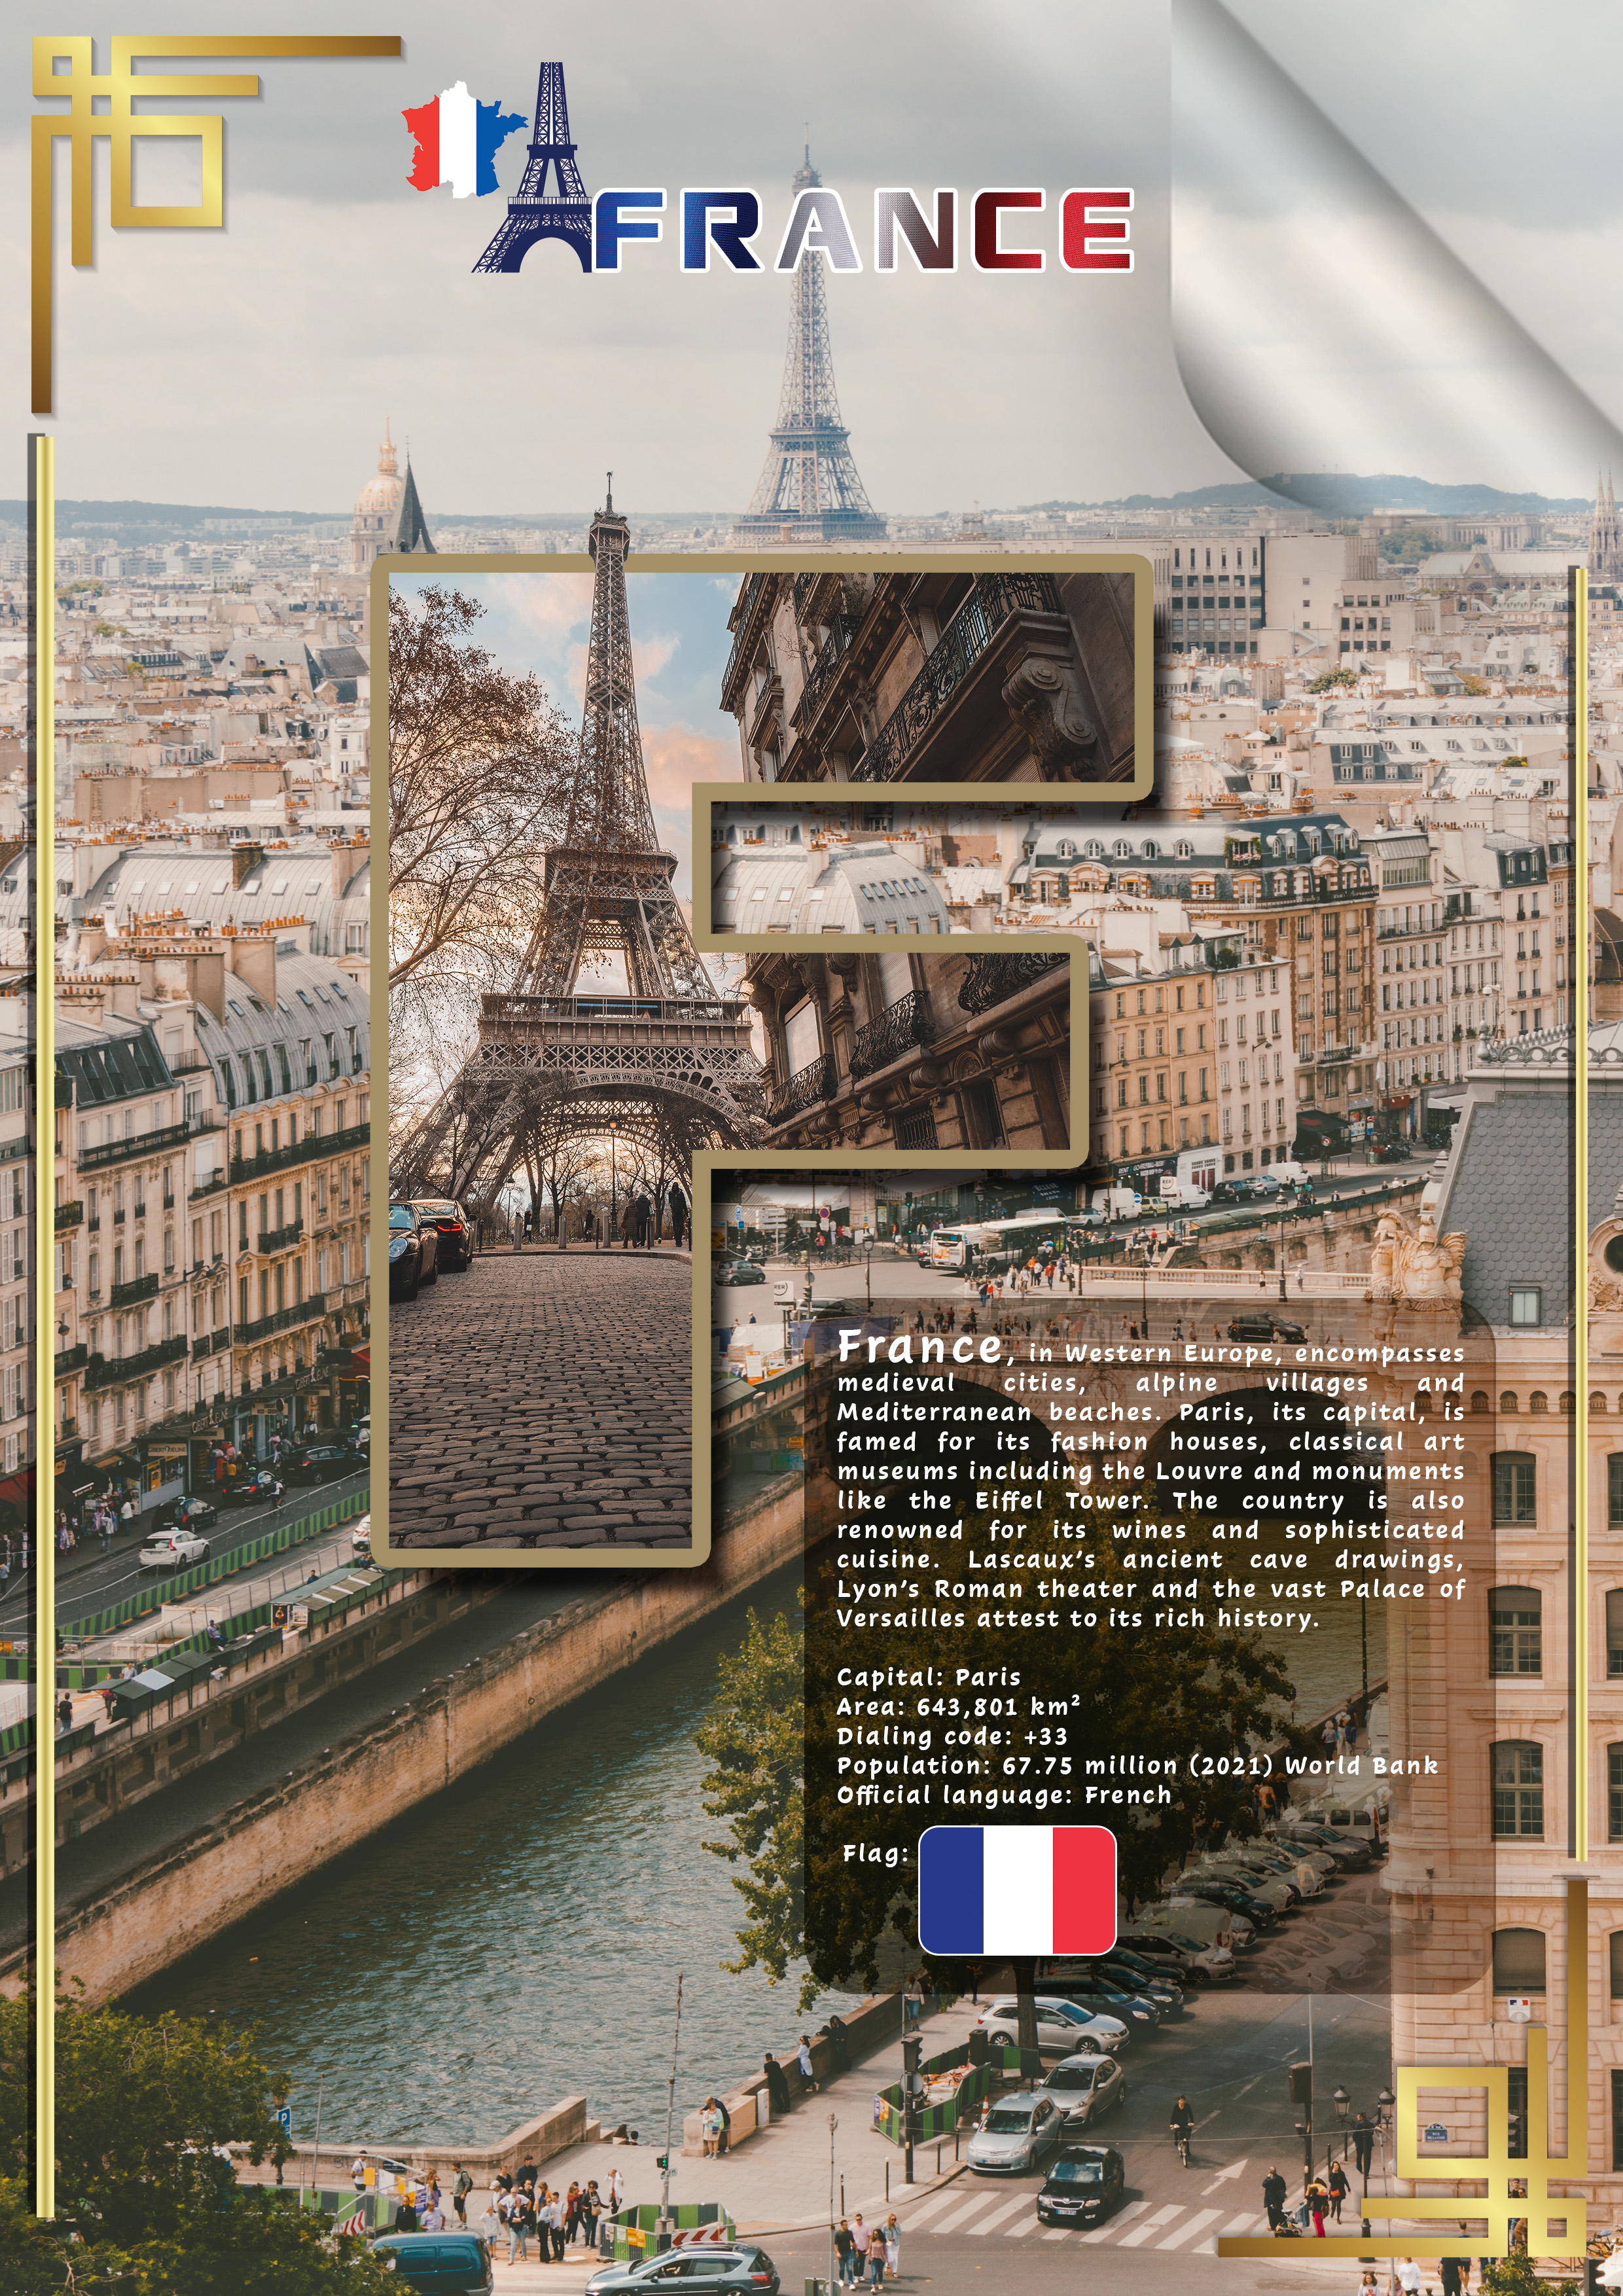 FRANCE
France, in Western Europe, encompasses
medieval cities, alpine villages and
Mediterranean beaches. Paris, its capital, is
famed for its fashion houses, classical art
museums including the Louvre and monuments
like the Eiffel Tower. The country is also
renowned for its wines and sophisticated
cuisine. Lascaux’s ancient cave drawings,
Lyon’s Roman theater and the vast Palace of
Versailles attest to its rich history.
Capital: Paris
Area: 643,801 km²
Dialing code: +33
Population: 67.75 million (2021) World Bank
Official language: French
Flag:
P